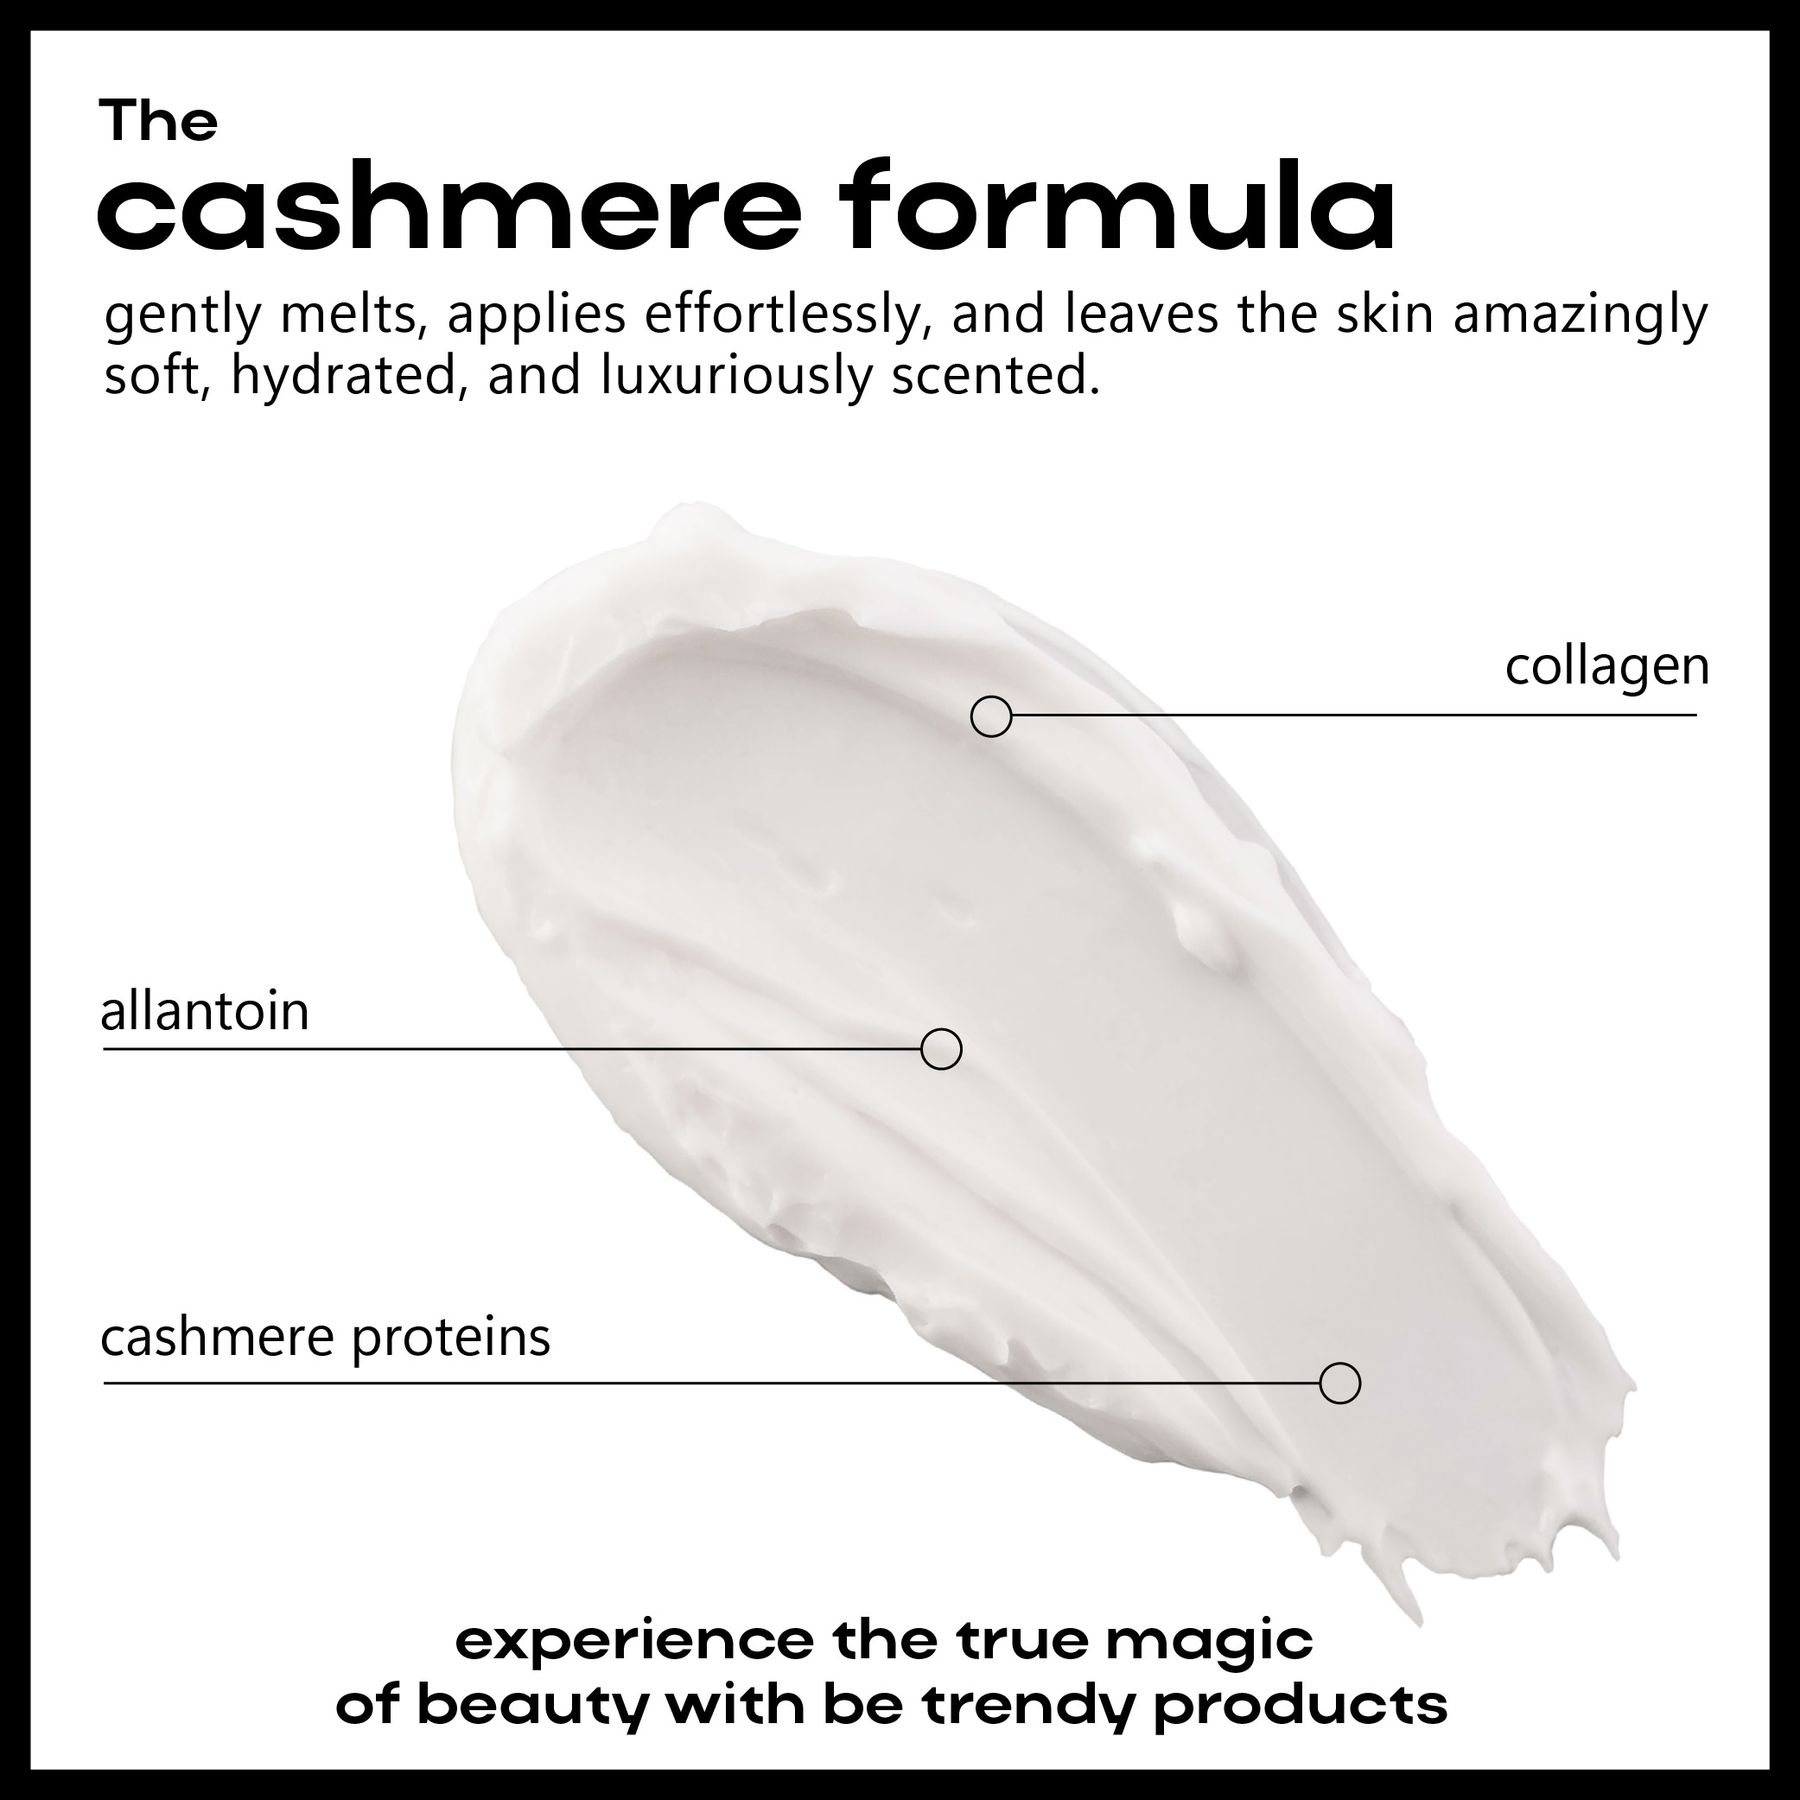 The
cashmere formula
gently melts, applies effortlessly, and leaves the skin amazingly
soft, hydrated, and luxuriously scented.
collagen
allantoin
cashmere proteins
experience the true magic
of beauty with be trendy products